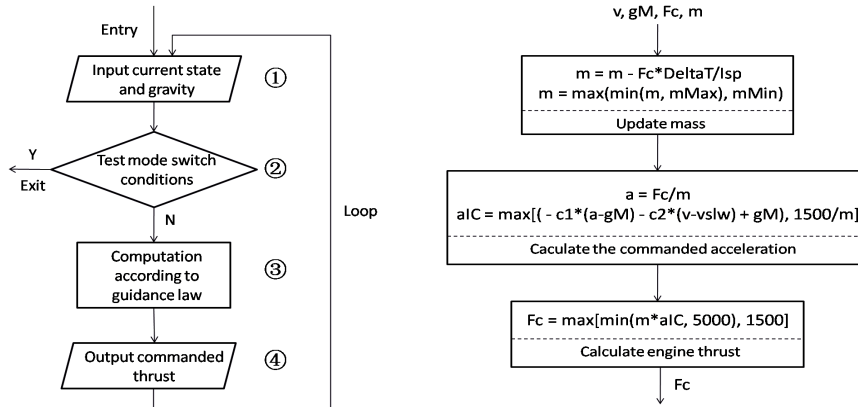 Entry
Input current state
and gravity
①
Y
Exit
Test mode switch
conditions
②
N
Loop
Computation
according to
guidance law
③
Output commanded
thrust
④
v, gM, Fc, m
m = m - Fc*DeltaT/Isp
m = max(min(m, mMax), mMin)
Update mass
a = Fc/m
aIC = max[( - c1*(a-gM) - c2*(v-vslw) + gM), 1500/m]
Caculate the commanded acceleration
Fc = max[min(m*aIC, 5000), 1500]
Calculate engine thrust
Fc